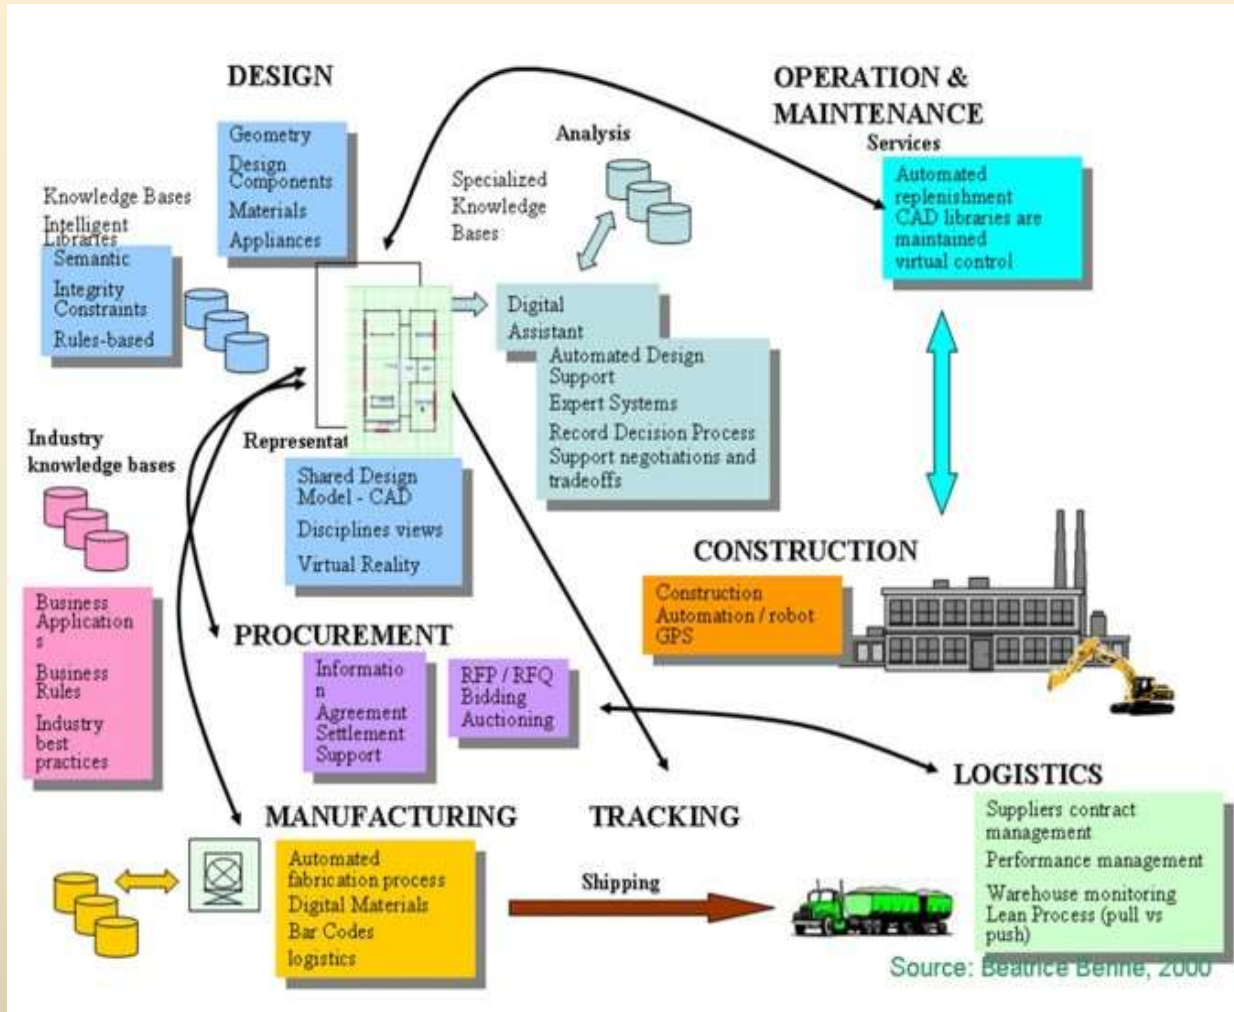 DESIGN
OPERATION &
MAINTENANCE
Services
Geometry
Design
Components
Materials
Appliances
Analysis
Specialized
Knowledge
Bases
Automated
replenishment
CAD libraries are
maintained
virtual control
Knowledge Bases
Intelligent
Libraries
Semantic
Integrity
Constraints
Rules-based
Digital
Assistant
Automated Design
Support
Expert Systems
Record Decision Process
Support negotiations and
tradeoffs
Industry
knowledge bases
Representat
Shared Design
Model - CAD
Disciplines views
Virtual Reality
CONSTRUCTION
Construction
Automation / robot
GPS
Business
Application
s
Business
Rules
Industry
best
practices
PROCUREMENT
Informatio
n
Agreement
Settlement
Support
RFP / RFQ
Bidding
Auctioning
LOGISTICS
Suppliers contract
management
Performance management
Warehouse monitoring
Lean Process (pull vs
push)
MANUFACTURING
Automated
fabrication process
Digital Materials
Bar Codes
logistics
TRACKING
Shipping
Source: Beatrice Benne, 2000